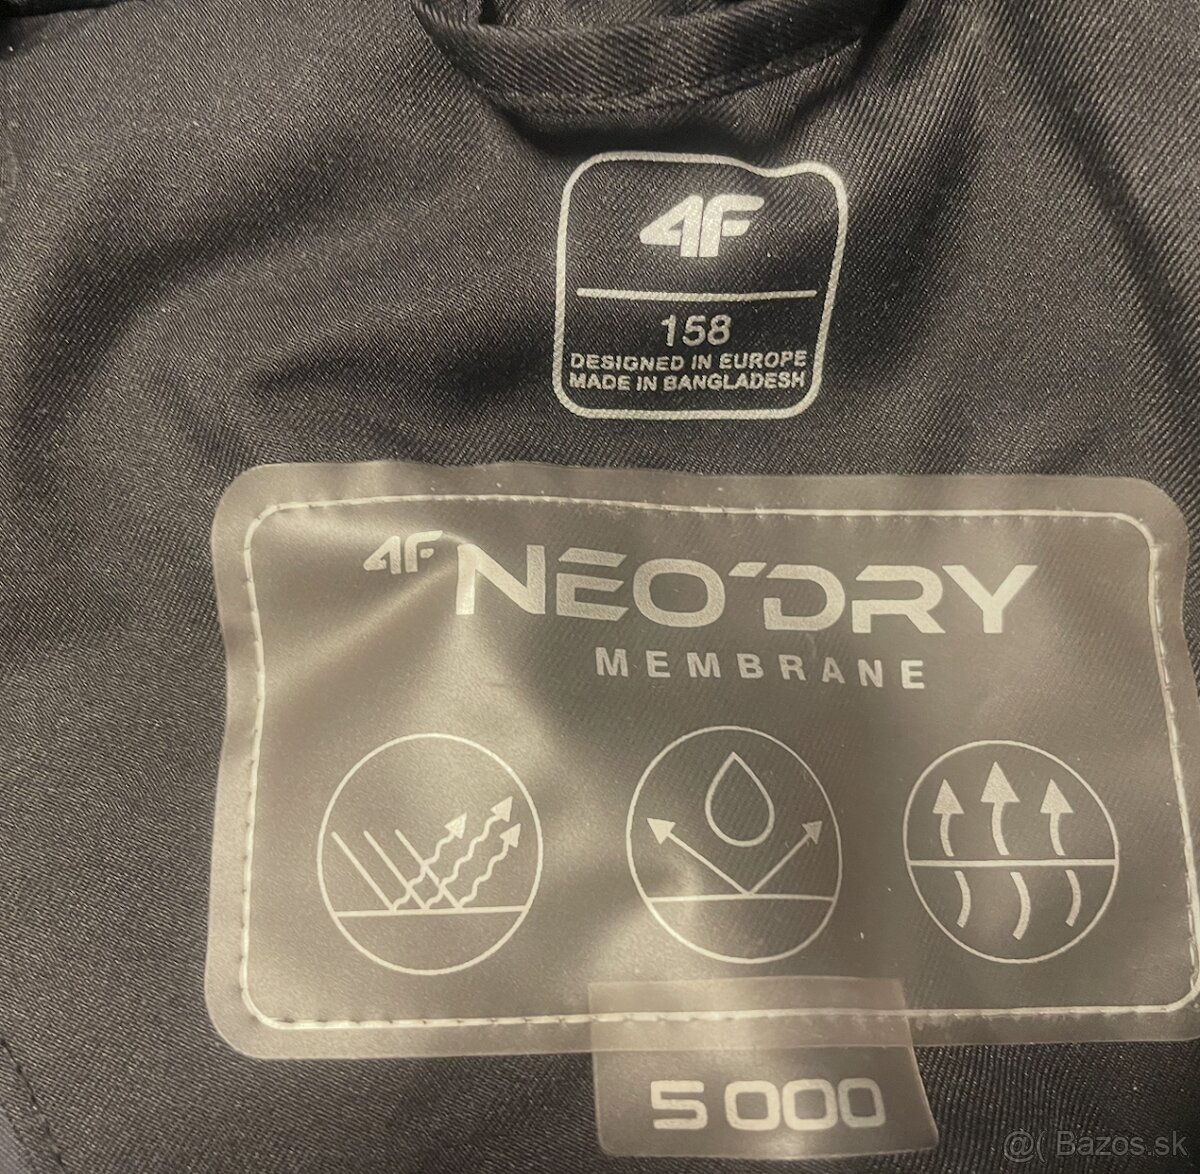 4F
158
DESIGNED IN EUROPE
MADE IN BANGLADESH
4F NEO'DRY
MEMBRANE
5 000
@( Bazos.sk